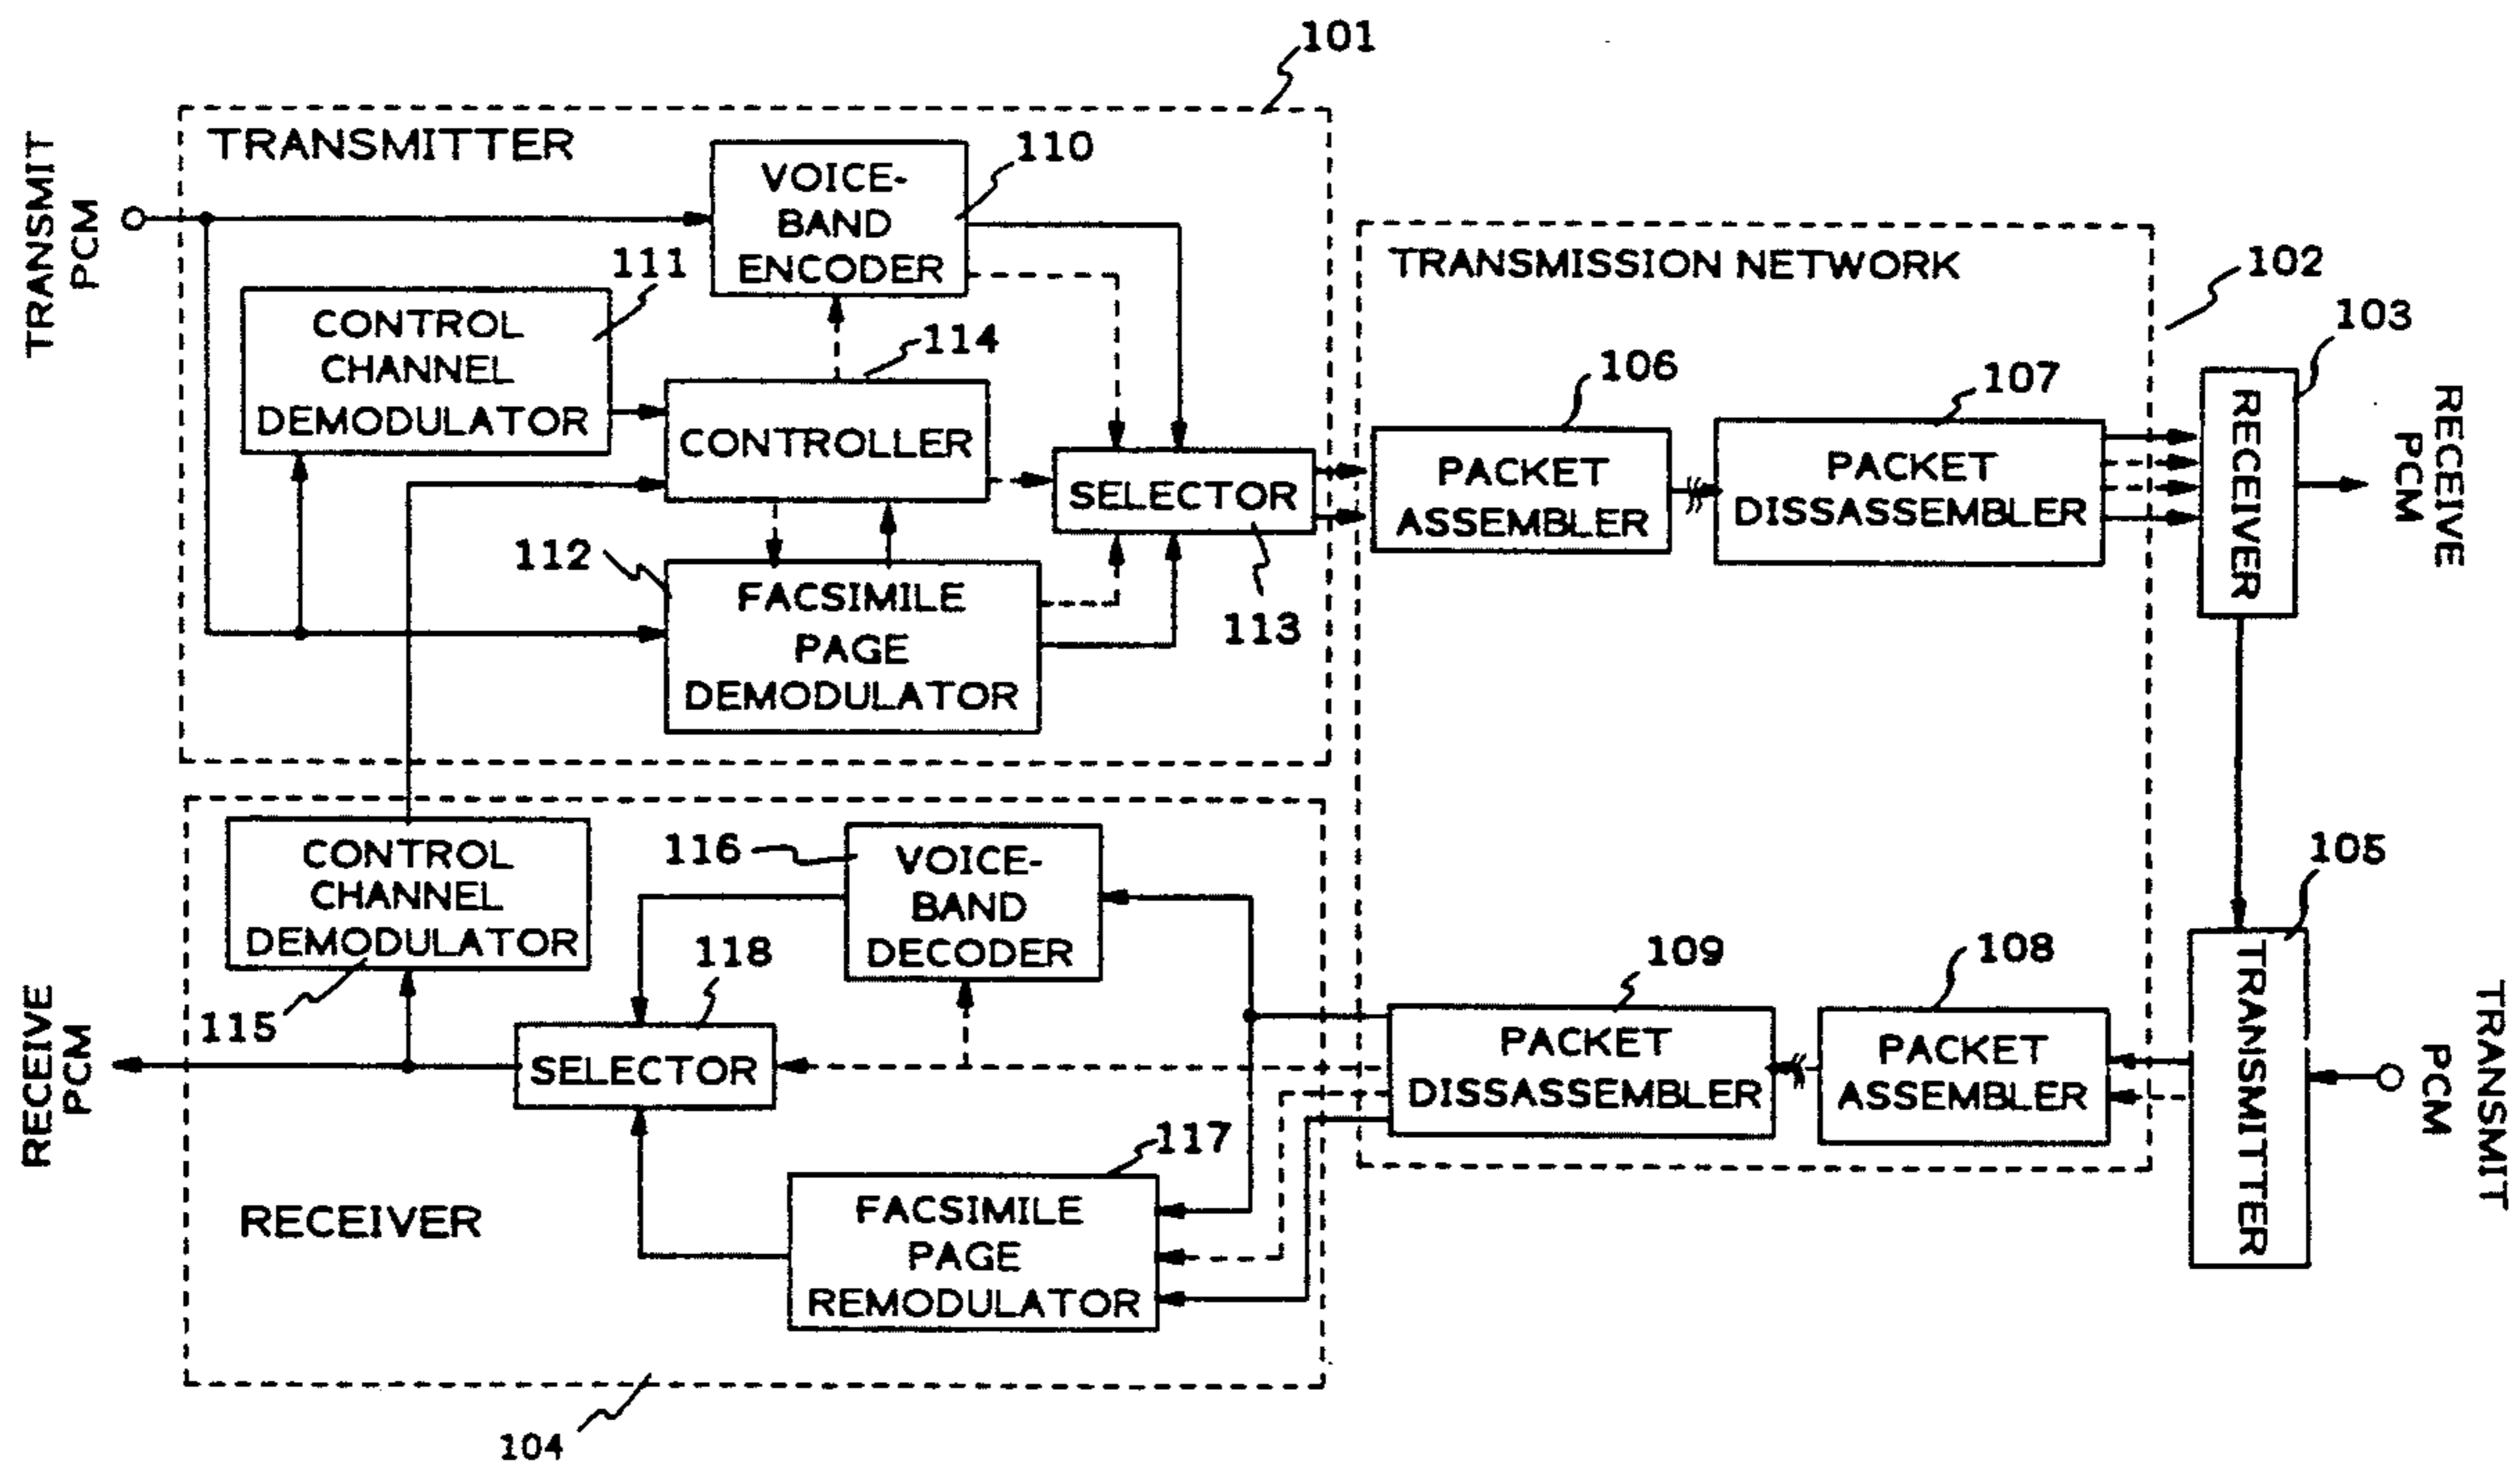 101
TRANSMITTER
TRANSMIT
PCM
VOICE-
BAND
ENCODER
110
111
CONTROL
CHANNEL
DEMODULATOR
114
CONTROLLER
SELECTOR
113
112
FACSIMILE
PAGE
DEMODULATOR
TRANSMISSION NETWORK
102
103
106
PACKET
ASSEMBLER
107
PACKET
DISSASSEMBLER
RECEIVER
RECEIVE
PCM
CONTROL
CHANNEL
DEMODULATOR
115
116
VOICE-
BAND
DECODER
118
SELECTOR
RECEIVE
PCM
117
FACSIMILE
PAGE
REMODULATOR
RECEIVER
104
109
PACKET
DISSASSEMBLER
108
PACKET
ASSEMBLER
105
TRANSMITTER
TRANSMIT
PCM